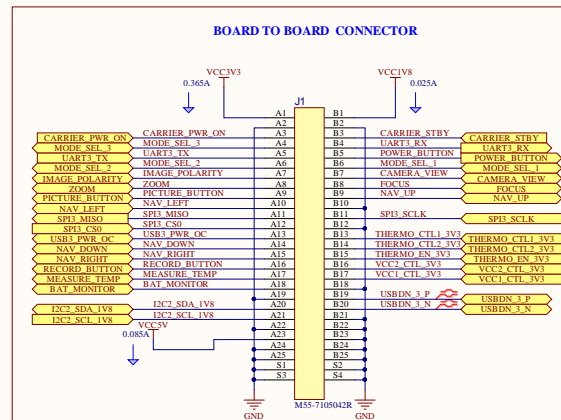 BOARD TO BOARD CONNECTOR
VCC3V3
VCC1V8
0.365A
0.025A
J1
A1 B1
A2 B2
CARRIER_PWR_ON CARRIER_PWR_ON A3 B3 CARRIER_STBY CARRIER_STBY
MODE_SEL_3 MODE_SEL_3 A4 B4 UART3_RX UART3_RX
UART3_TX UART3_TX A5 B5 POWER_BUTTON POWER_BUTTON
MODE_SEL_2 MODE_SEL_2 A6 B6 MODE_SEL_1 MODE_SEL_1
IMAGE_POLARITY IMAGE_POLARITY A7 B7 CAMERA_VIEW CAMERA_VIEW
ZOOM ZOOM A8 B8 FOCUS FOCUS
PICTURE_BUTTON PICTURE_BUTTON A9 B9 NAV_UP NAV_UP
NAV_LEFT NAV_LEFT A10 B10
SPI3_MISO SPI3_MISO A11 B11 SPI3_SCLK SPI3_SCLK
SPI3_CS0 SPI3_CS0 A12 B12
USB3_PWR_OC USB3_PWR_OC A13 B13 THERMO_CTL1_3V3 THERMO_CTL1_3V3
NAV_DOWN NAV_DOWN A14 B14 THERMO_CTL2_3V3 THERMO_CTL2_3V3
NAV_RIGHT NAV_RIGHT A15 B15 THERMO_EN_3V3 THERMO_EN_3V3
RECORD_BUTTON RECORD_BUTTON A16 B16 VCC2_CTL_3V3 VCC2_CTL_3V3
MEASURE_TEMP MEASURE_TEMP A17 B17 VCC1_CTL_3V3 VCC1_CTL_3V3
BAT_MONITOR BAT_MONITOR A18 B18
A19 B19 USBDN_3_P USBDN_3_P
I2C2_SDA_1V8 I2C2_SDA_1V8 A20 B20 USBDN_3_N USBDN_3_N
I2C2_SCL_1V8 I2C2_SCL_1V8 A21 B21
VCC5V A22 B22
0.085A A23 B23
A24 B24
A25 B25
S1 S2
S3 S4
M55-7105042R
GND GND